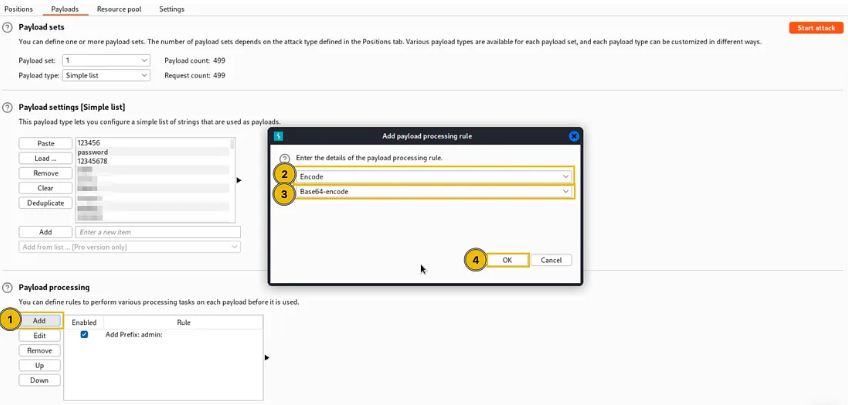 Positions Payloads Resource pool Settings
Payload sets
Start attack
You can define one or more payload sets. The number of payload sets depends on the attack type defined in the Positions tab. Various payload types are available for each payload set, and each payload type can be customized in different ways.
Payload set: 1 Payload count: 499
Payload type: Simple list Request count: 499
Payload settings [Simple list]
This payload type lets you configure a simple list of strings that are used as payloads.
Paste
Load ...
Remove
Clear
Deduplicate
123456
password
12345678
Add Enter a new item
Add from list ... [Pro version only]
Add payload processing rule
Enter the details of the payload processing rule.
2 Encode
3 Base64-encode
4 OK Cancel
Payload processing
You can define rules to perform various processing tasks on each payload before it is used.
1 Add
Edit
Remove
Up
Down
Enabled Rule
Add Prefix: admin: